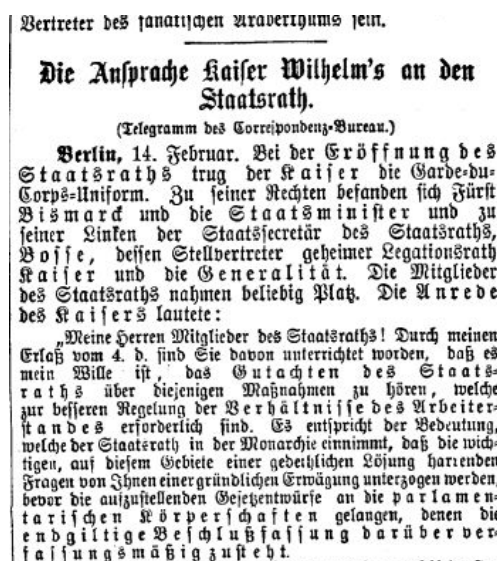 Vertreter des fanatischen Araberthums sein.
Die Ansprache Kaiser Wilhelm's an den
Staatsrath.
(Telegramm des Correspondenz-Bureau.)
Berlin, 14. Februar. Bei der Eröffnung des
Staatsraths trug der Kaiser die Garde-du-
Corps-Uniform. Zu seiner Rechten befanden sich Fürst
Bismarck und die Staatsminister und zu
seiner Linken der Staatssecretär des Staatsraths,
Bosse, dessen Stellvertreter geheimer Legationsrath
Kaiser und die Generalität. Die Mitglieder
des Staatsraths nahmen beliebig Platz. Die Anrede
des Kaisers lautete:
„Meine Herren Mitglieder des Staatsraths! Durch meinen
Erlaß vom 4. d. sind Sie davon unterrichtet worden, daß es
mein Wille ist, das Gutachten des Staats-
raths über diejenigen Maßnahmen zu hören, welche
zur besseren Regelung der Verhältnisse des Arbeiter-
standes erforderlich sind. Es entspricht der Bedeutung,
welche der Staatsrath in der Monarchie einnimmt, daß die wich-
tigen, auf diesem Gebiete einer gedeihlichen Lösung harrenden
Fragen von Ihnen einer gründlichen Erwägung unterzogen werden,
bevor die aufzustellenden Gesetzentwürfe an die parlamen-
tarischen Körperschaften gelangen, denen die
endgiltige Beschlußfassung darüber ver-
fassungsmäßig zusteht.